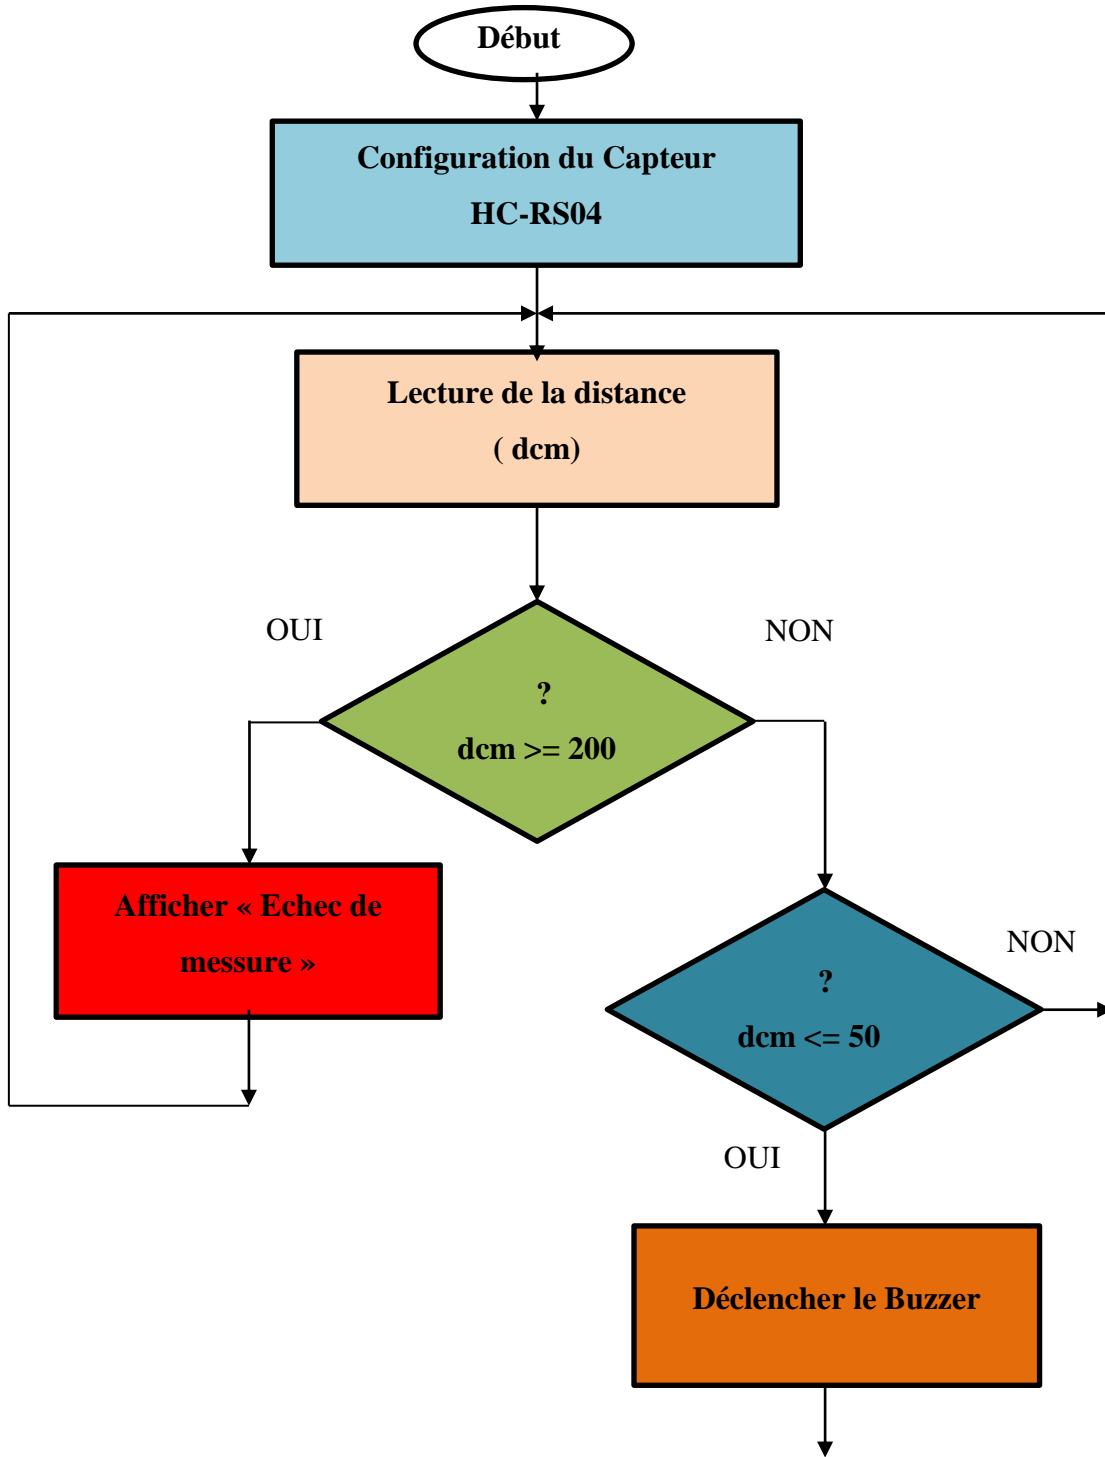 Début
Configuration du Capteur
HC-RS04
Lecture de la distance
( dcm)
OUI
NON
?
dcm >= 200
Afficher « Echec de
messure »
NON
?
dcm <= 50
OUI
Déclencher le Buzzer